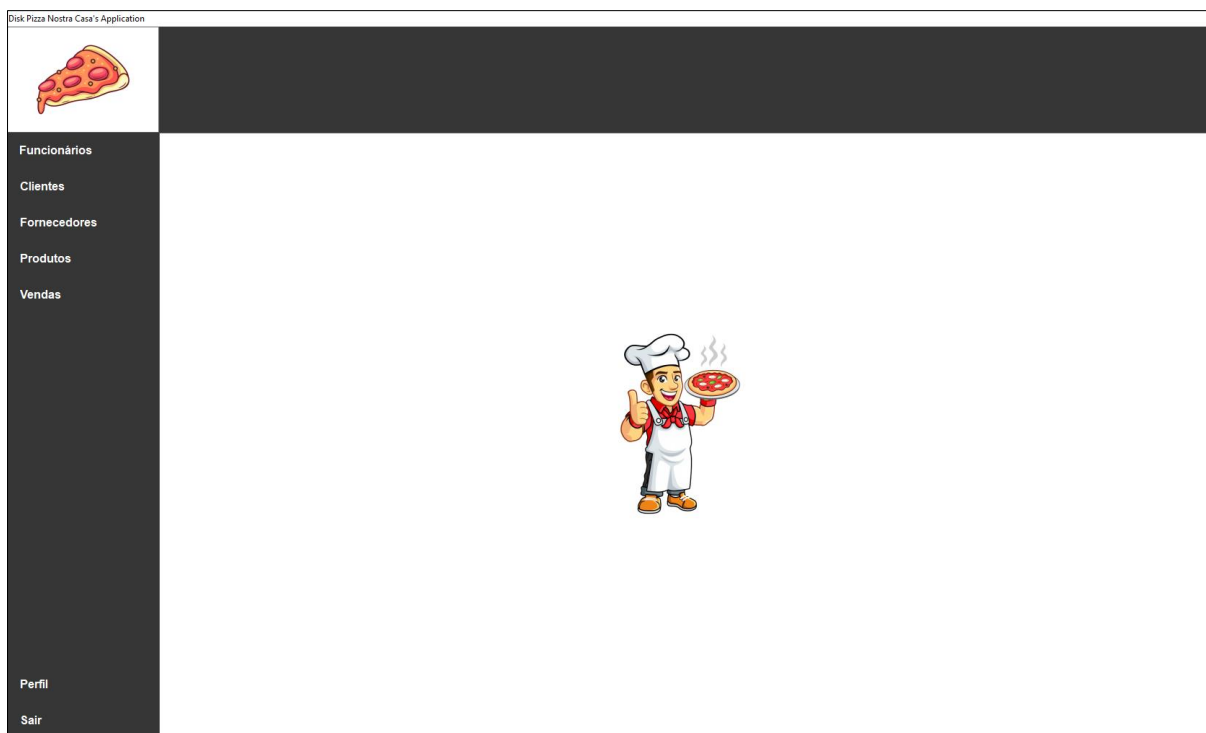 Disk Pizza Nostra Casa's Application
Funcionários
Clientes
Fornecedores
Produtos
Vendas
Perfil
Sair